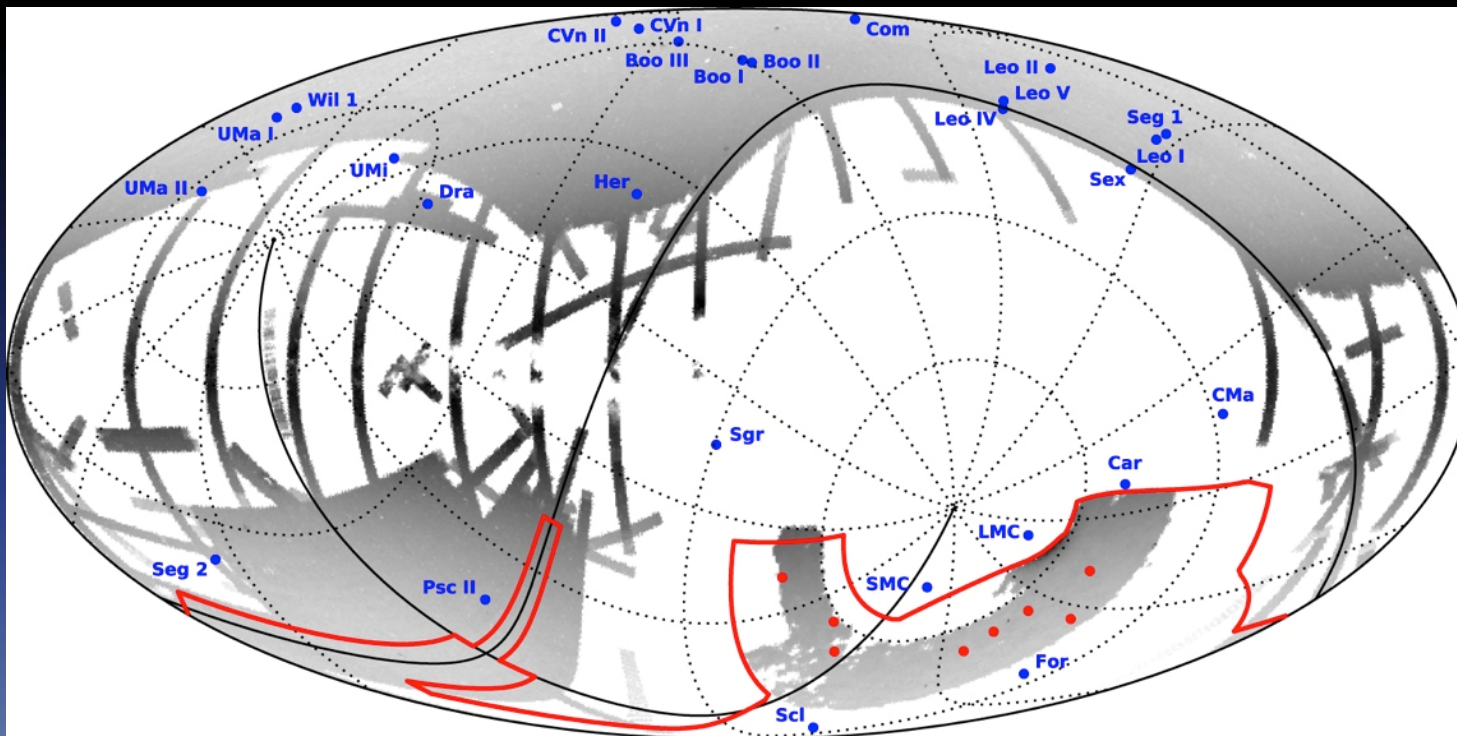 CVn II
CVn I
Com
Boo III
Boo I
Boo II
Leo II
Wil 1
Leo V
UMa I
Leo IV
Seg 1
Leo I
UMi
Sex
UMa II
Dra
Her
CMa
Sgr
Car
LMC
Seg 2
Psc II
SMC
For
Scl